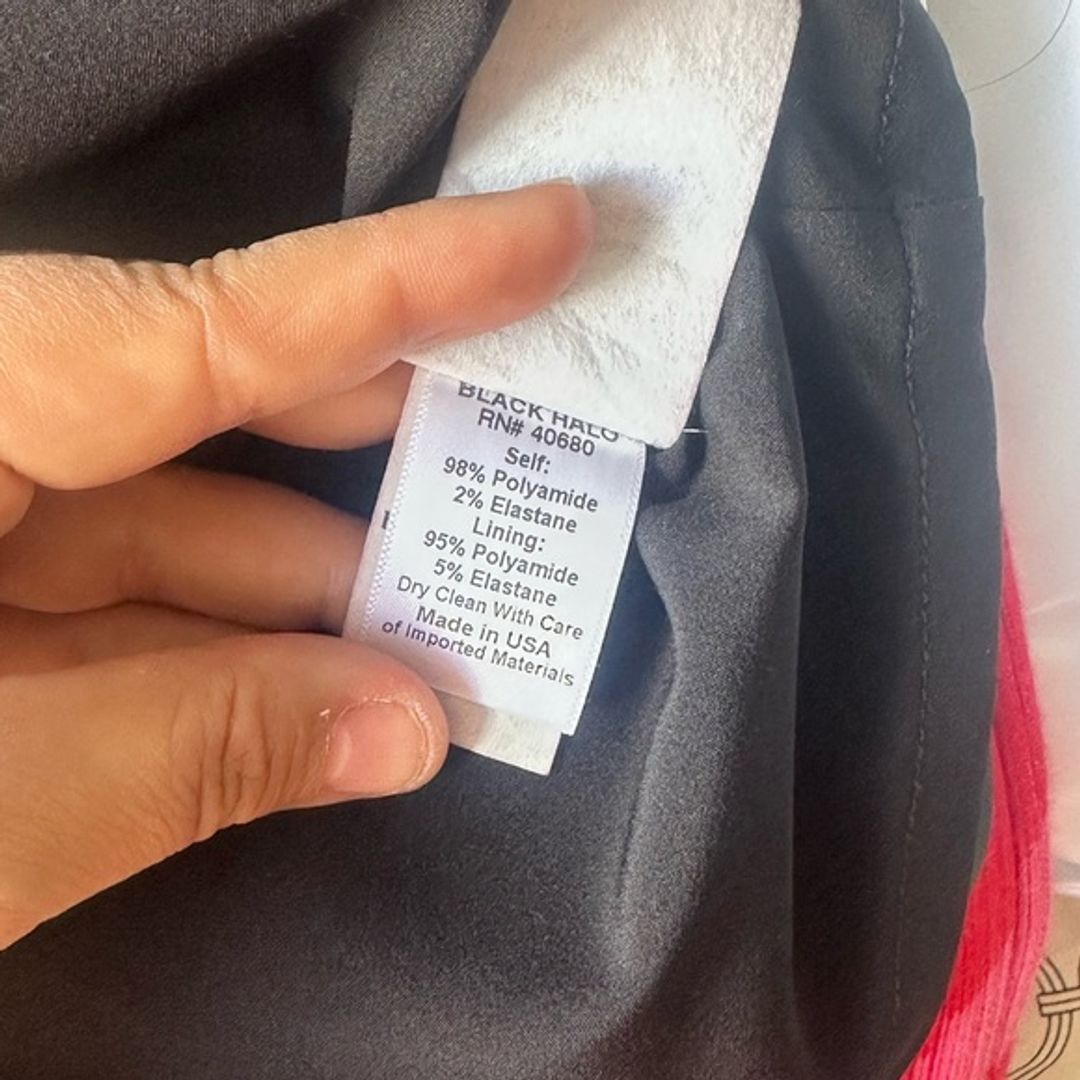 BLACK HALO
RN# 40680
Self:
98% Polyamide
2% Elastane
Lining:
95% Polyamide
5% Elastane
Dry Clean With Care
Made in USA
of Imported Materials